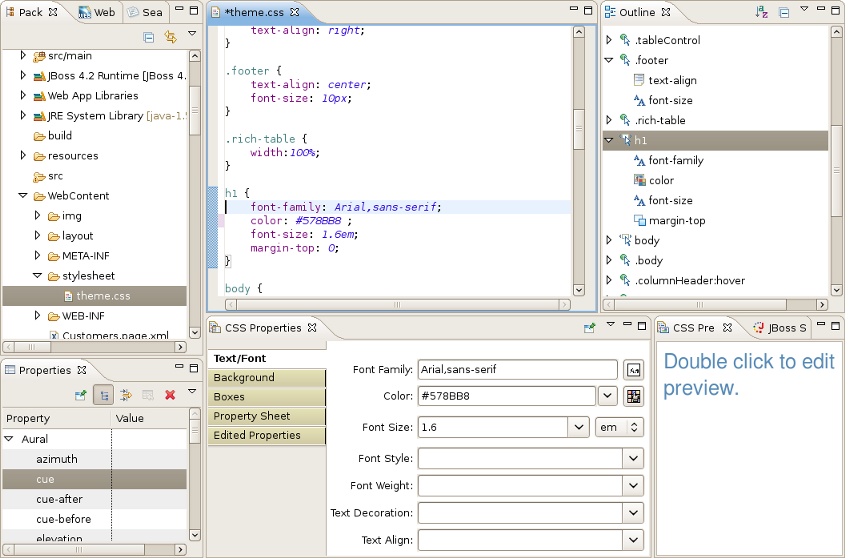 Pack
Web
Sea
src/main
JBoss 4.2 Runtime [JBoss 4.
Web App Libraries
JRE System Library [java-1.5
build
resources
src
WebContent
img
layout
META-INF
stylesheet
theme.css
WEB-INF
Customers.page.xml
*theme.css
text-align: right;
}
.footer {
text-align: center;
font-size: 10px;
}
.rich-table {
width:100%;
}
h1 {
font-family: Arial,sans-serif;
color: #578BB8 ;
font-size: 1.6em;
margin-top: 0;
}
body {
Outline
.tableControl
.footer
text-align
font-size
.rich-table
h1
font-family
color
font-size
margin-top
body
.body
.columnHeader:hover
Properties
Property Value
Aural
azimuth
cue
cue-after
cue-before
elevation
CSS Properties
Text/Font
Background
Boxes
Property Sheet
Edited Properties
Font Family: Arial,sans-serif
Color: #578BB8
Font Size: 1.6 em
Font Style:
Font Weight:
Text Decoration:
Text Align:
CSS Pre
JBoss S
Double click to edit
preview.